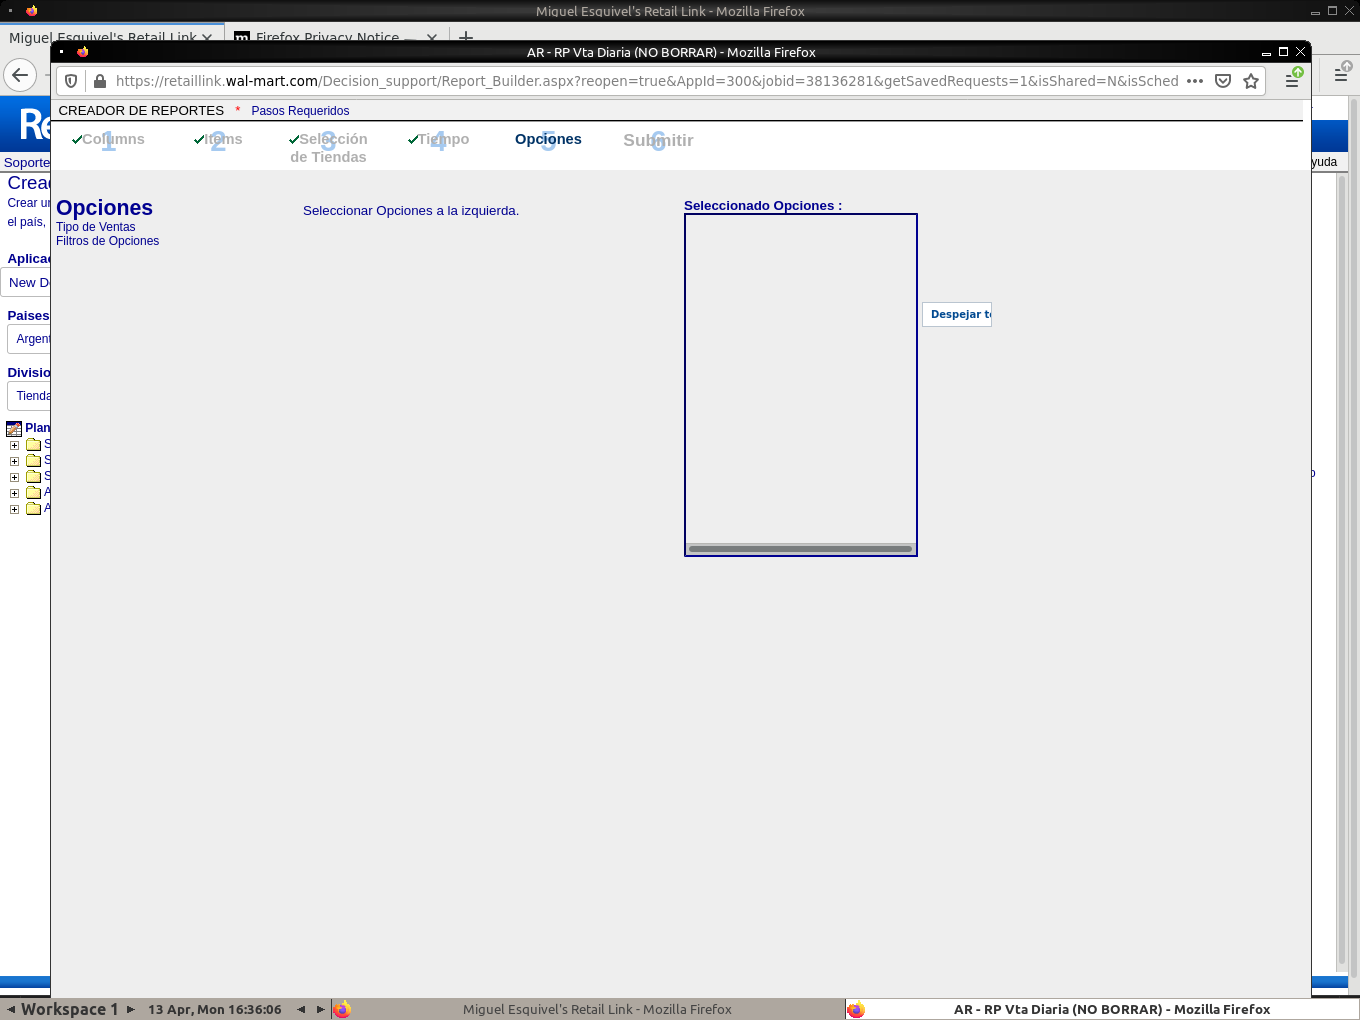 Miguel Esquivel's Retail Link - Mozilla Firefox
Miguel Esquivel's Retail Link
Firefox Privacy Notice —
AR - RP Vta Diaria (NO BORRAR) - Mozilla Firefox
https://retaillink.wal-mart.com/Decision_support/Report_Builder.aspx?reopen=true&AppId=300&jobid=38136281&getSavedRequests=1&isShared=N&isSched
CREADOR DE REPORTES * Pasos Requeridos
1 Columns
2 Items
3 Selección de Tiendas
4 Tiempo
5 Opciones
6 Submitir
Soporte
yuda
Crea
Crear un
el país,
Aplicac
New De
Paises
Argent
Divisio
Tienda
Plan
S
S
S
A
A
Opciones
Tipo de Ventas
Filtros de Opciones
Seleccionar Opciones a la izquierda.
Seleccionado Opciones :
Despejar to
Workspace 1
13 Apr, Mon 16:36:06
Miguel Esquivel's Retail Link - Mozilla Firefox
AR - RP Vta Diaria (NO BORRAR) - Mozilla Firefox